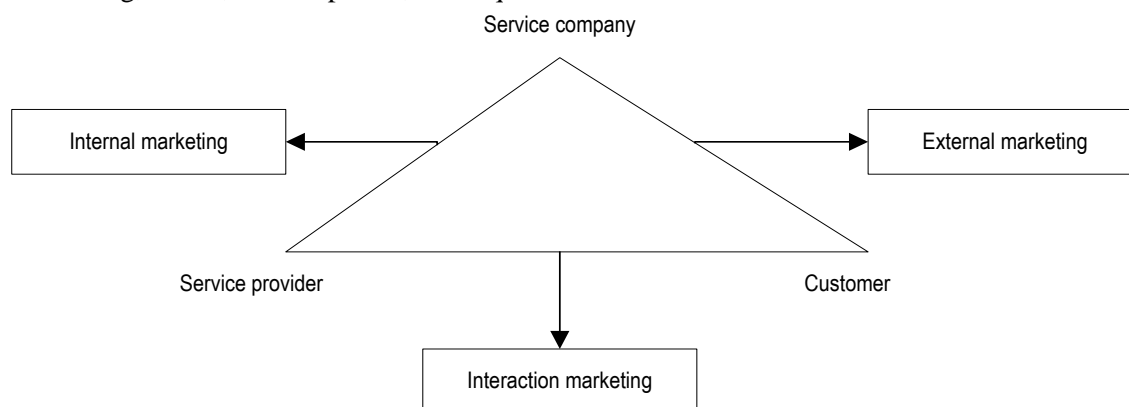 Service company
Internal marketing
External marketing
Service provider
Customer
Interaction marketing